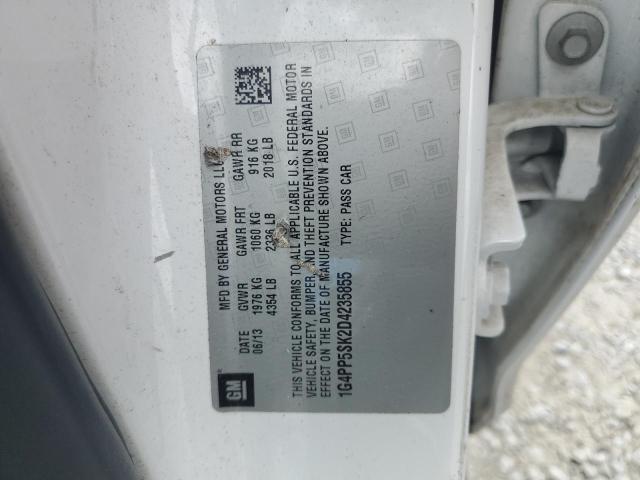 GM
MFD BY GENERAL MOTORS LLC
DATE GVWR GAWR FRT GAWR RR
06/13 1976 KG 1060 KG 916 KG
4354 LB 2336 LB 2018 LB
THIS VEHICLE CONFORMS TO ALL APPLICABLE U.S. FEDERAL MOTOR
VEHICLE SAFETY, BUMPER, AND THEFT PREVENTION STANDARDS IN
EFFECT ON THE DATE OF MANUFACTURE SHOWN ABOVE.
1G4PP5SK2D4235855 TYPE: PASS CAR